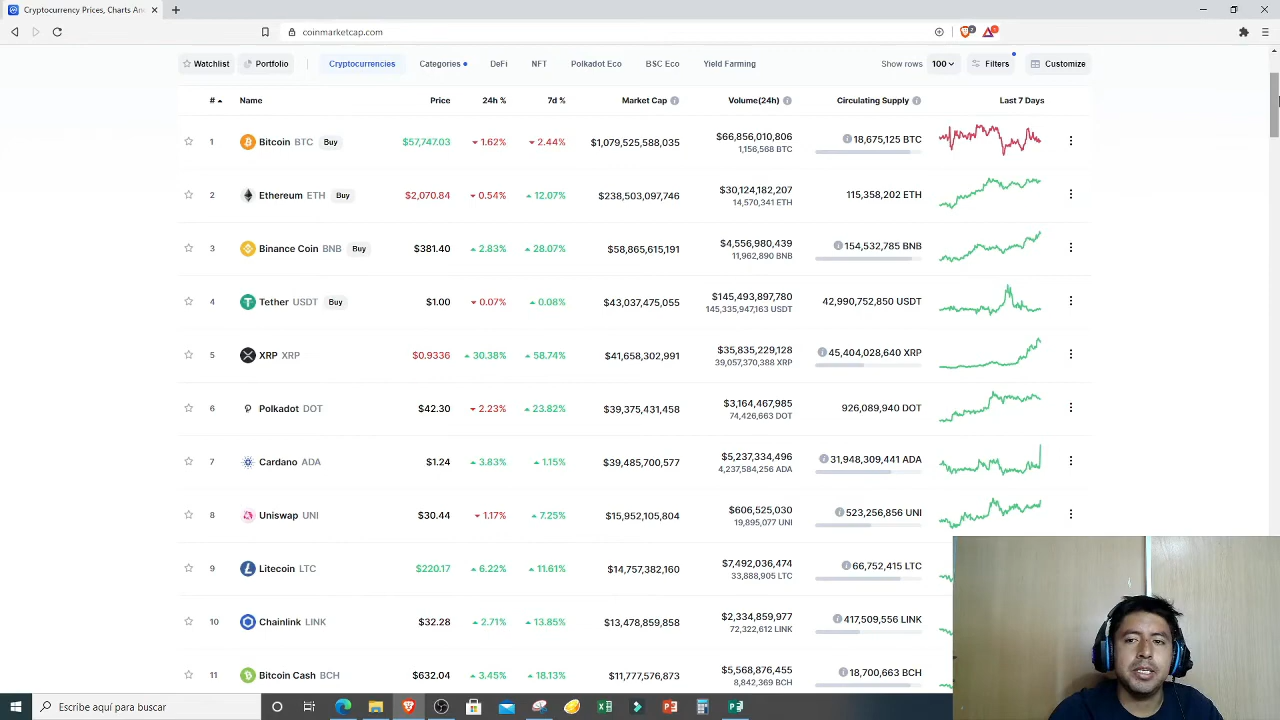 Cryptocurrency Prices, Charts An
coinmarketcap.com
Watchlist Portfolio Cryptocurrencies Categories DeFi NFT Polkadot Eco BSC Eco Yield Farming Show rows 100 Filters Customize
# Name Price 24h % 7d % Market Cap Volume(24h) Circulating Supply Last 7 Days
1 Bitcoin BTC Buy $57,747.03 1.62% 2.44% $1,079,525,588,035 $66,856,010,806 18,675,125 BTC
1,156,568 BTC
2 Ethereum ETH Buy $2,070.84 0.54% 12.07% $238,503,097,746 $30,124,182,207 115,358,202 ETH
14,570,341 ETH
3 Binance Coin BNB Buy $381.40 2.83% 28.07% $58,865,615,191 $4,556,980,439 154,532,785 BNB
11,962,890 BNB
4 Tether USDT Buy $1.00 0.07% 0.08% $43,037,475,055 $145,493,897,780 42,990,752,850 USDT
145,335,947,163 USDT
5 XRP XRP $0.9336 30.38% 58.74% $41,658,302,991 $35,835,229,128 45,404,028,640 XRP
39,057,370,388 XRP
6 Polkadot DOT $42.30 2.23% 23.82% $39,375,431,458 $3,164,467,985 926,089,940 DOT
74,426,663 DOT
7 Cardano ADA $1.24 3.83% 1.15% $39,485,700,577 $5,237,334,496 31,948,309,441 ADA
4,237,584,256 ADA
8 Uniswap UNI $30.44 1.17% 7.25% $15,952,105,804 $606,525,030 523,256,856 UNI
19,895,077 UNI
9 Litecoin LTC $220.17 6.22% 11.61% $14,757,382,160 $7,492,036,474 66,752,415 LTC
33,888,905 LTC
10 Chainlink LINK $32.28 2.71% 13.85% $13,478,859,858 $2,334,859,977 417,509,556 LINK
72,322,612 LINK
11 Bitcoin Cash BCH $632.04 3.45% 18.13% $11,777,576,873 $5,568,876,455 18,700,663 BCH
8,842,369 BCH
Escribe aquí para buscar